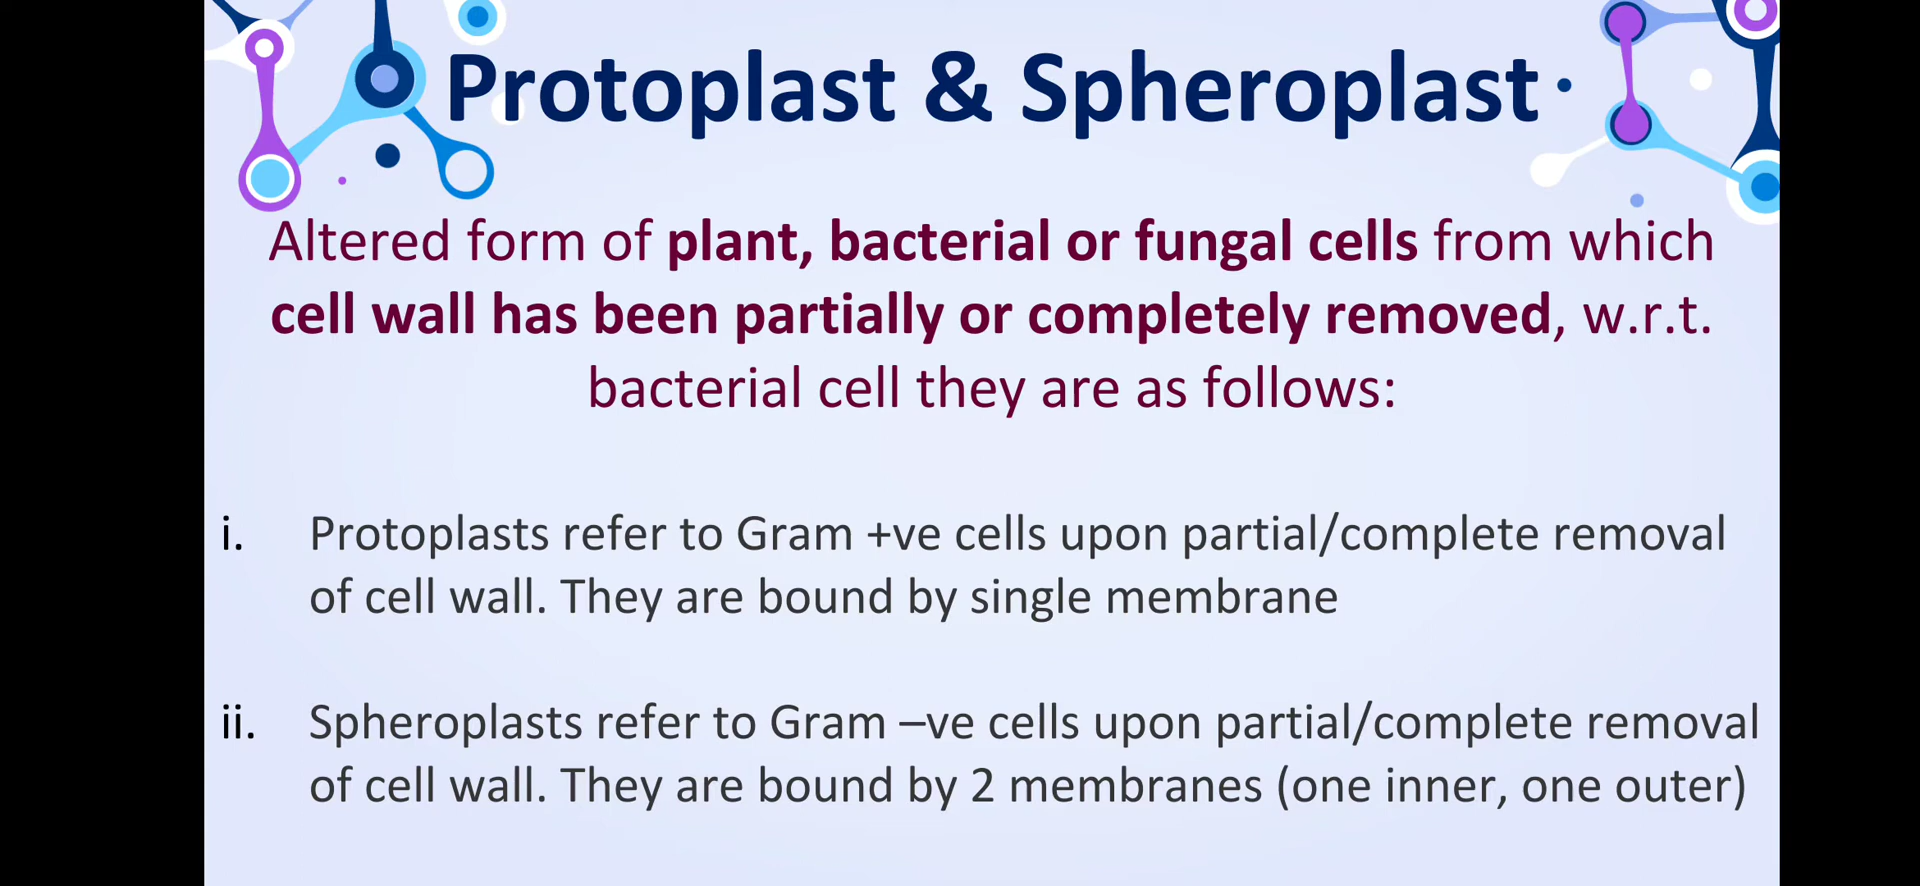 Protoplast & Spheroplast
Altered form of plant, bacterial or fungal cells from which
cell wall has been partially or completely removed, w.r.t.
bacterial cell they are as follows:
i. Protoplasts refer to Gram +ve cells upon partial/complete removal
of cell wall. They are bound by single membrane
ii. Spheroplasts refer to Gram –ve cells upon partial/complete removal
of cell wall. They are bound by 2 membranes (one inner, one outer)